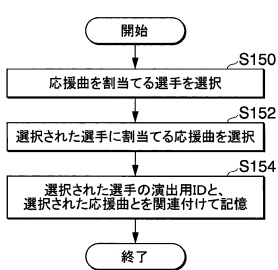 開始
S150
応援曲を割当てる選手を選択
S152
選択された選手に割当てる応援曲を選択
S154
選択された選手の演出用IDと、
選択された応援曲とを関連付けて記憶
終了